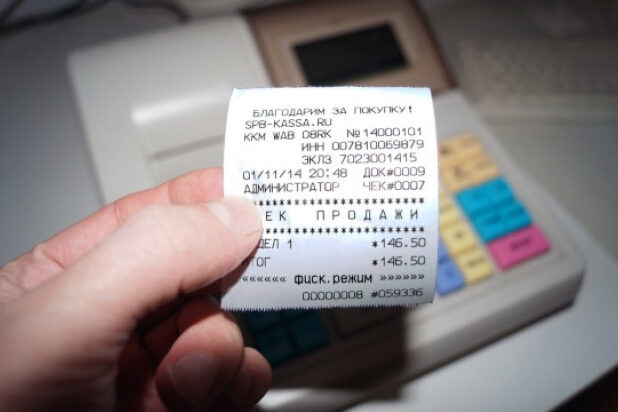 БЛАГОДАРИМ ЗА ПОКУПКУ!
SPB-KASSA.RU
ККМ WAB 08RK №14000101
ИНН 007810069879
ЭКЛЗ 7023001415
01/11/14 20:48 ДОК#0009
АДМИНИСТРАТОР ЧЕК#0007
************************
ЕК ПРОДАЖИ
************************
ДЕЛ 1 *146.50
ТОГ *146.50
«««««« ФИСК.РЕЖИМ »»»»»»
00000008 #059336